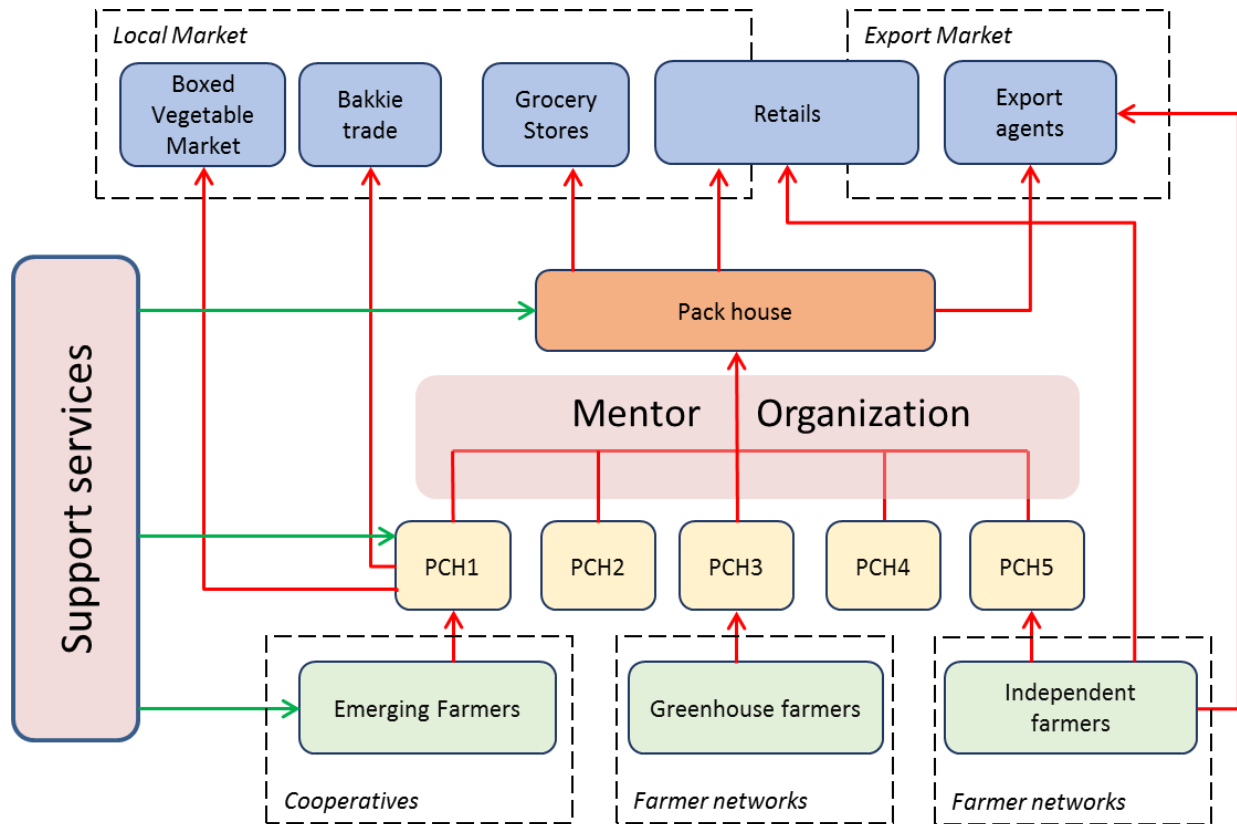 Local Market
Export Market
Boxed
Vegetable
Market
Bakkie
trade
Grocery
Stores
Retails
Export
agents
Support services
Pack house
Mentor Organization
PCH1
PCH2
PCH3
PCH4
PCH5
Emerging Farmers
Greenhouse farmers
Independent
farmers
Cooperatives
Farmer networks
Farmer networks